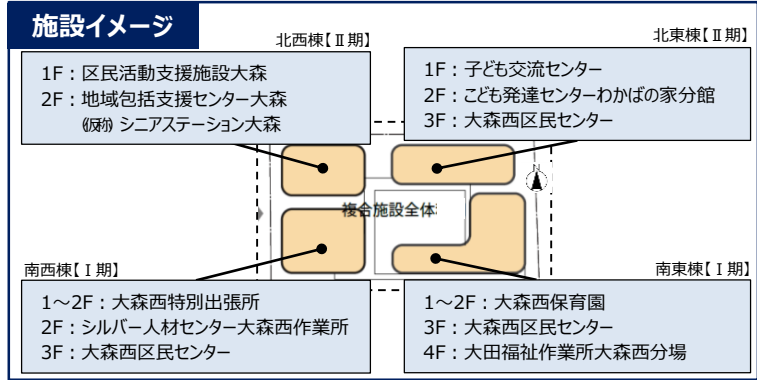 施設イメージ
北西棟【Ⅱ期】
1F：区民活動支援施設大森
2F：地域包括支援センター大森
(仮称) シニアステーション大森
北東棟【Ⅱ期】
1F：子ども交流センター
2F：こども発達センターわかばの家分館
3F：大森西区民センター
複合施設全体
南西棟【Ⅰ期】
1～2F：大森西特別出張所
2F：シルバー人材センター大森西作業所
3F：大森西区民センター
南東棟【Ⅰ期】
1～2F：大森西保育園
3F：大森西区民センター
4F：大田福祉作業所大森西分場